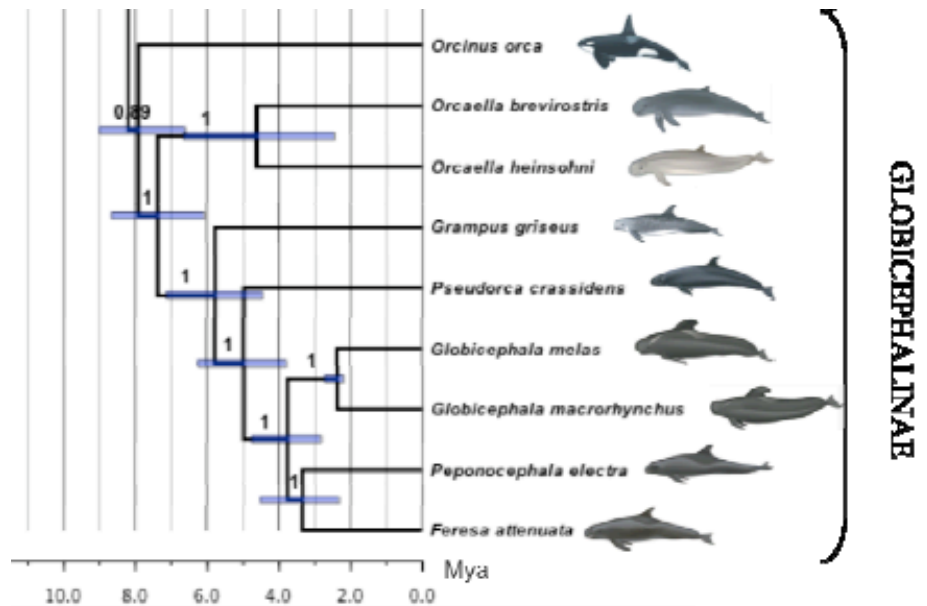 Orcinus orca
0.89
1
Orcaella brevirostris
Orcaella heinsohni
1
Grampus griseus
1
Pseudorca crassidens
1
1
Globicephala melas
Globicephala macrorhynchus
1
Peponocephala electra
1
Feresa attenuata
GLOBICEPHALINAE
Mya
10.0 8.0 6.0 4.0 2.0 0.0